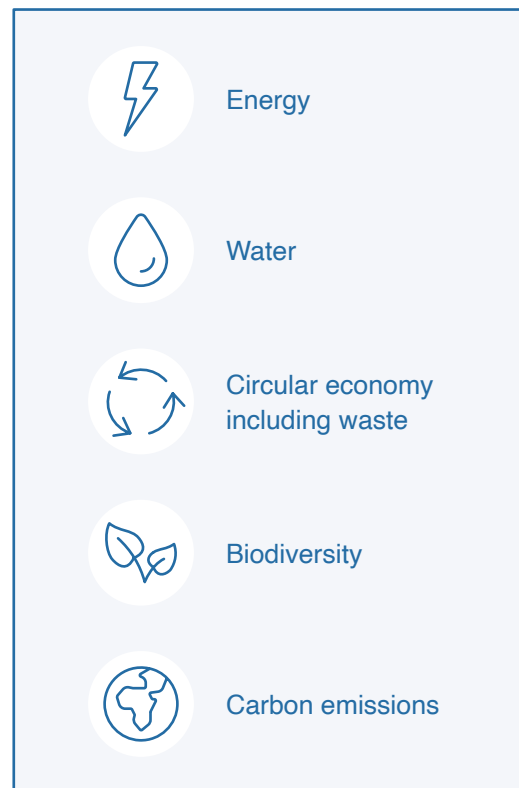 Energy
Water
Circular economy
including waste
Biodiversity
Carbon emissions